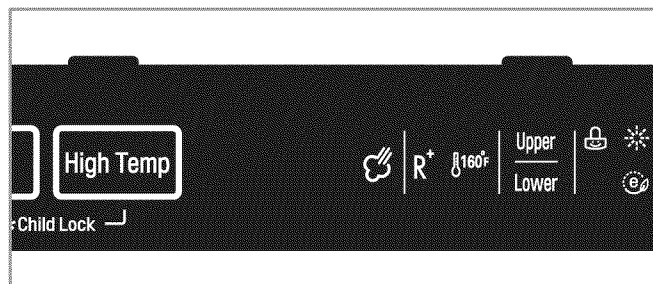 High Temp
*Child Lock
R+
160°F
Upper
Lower
e